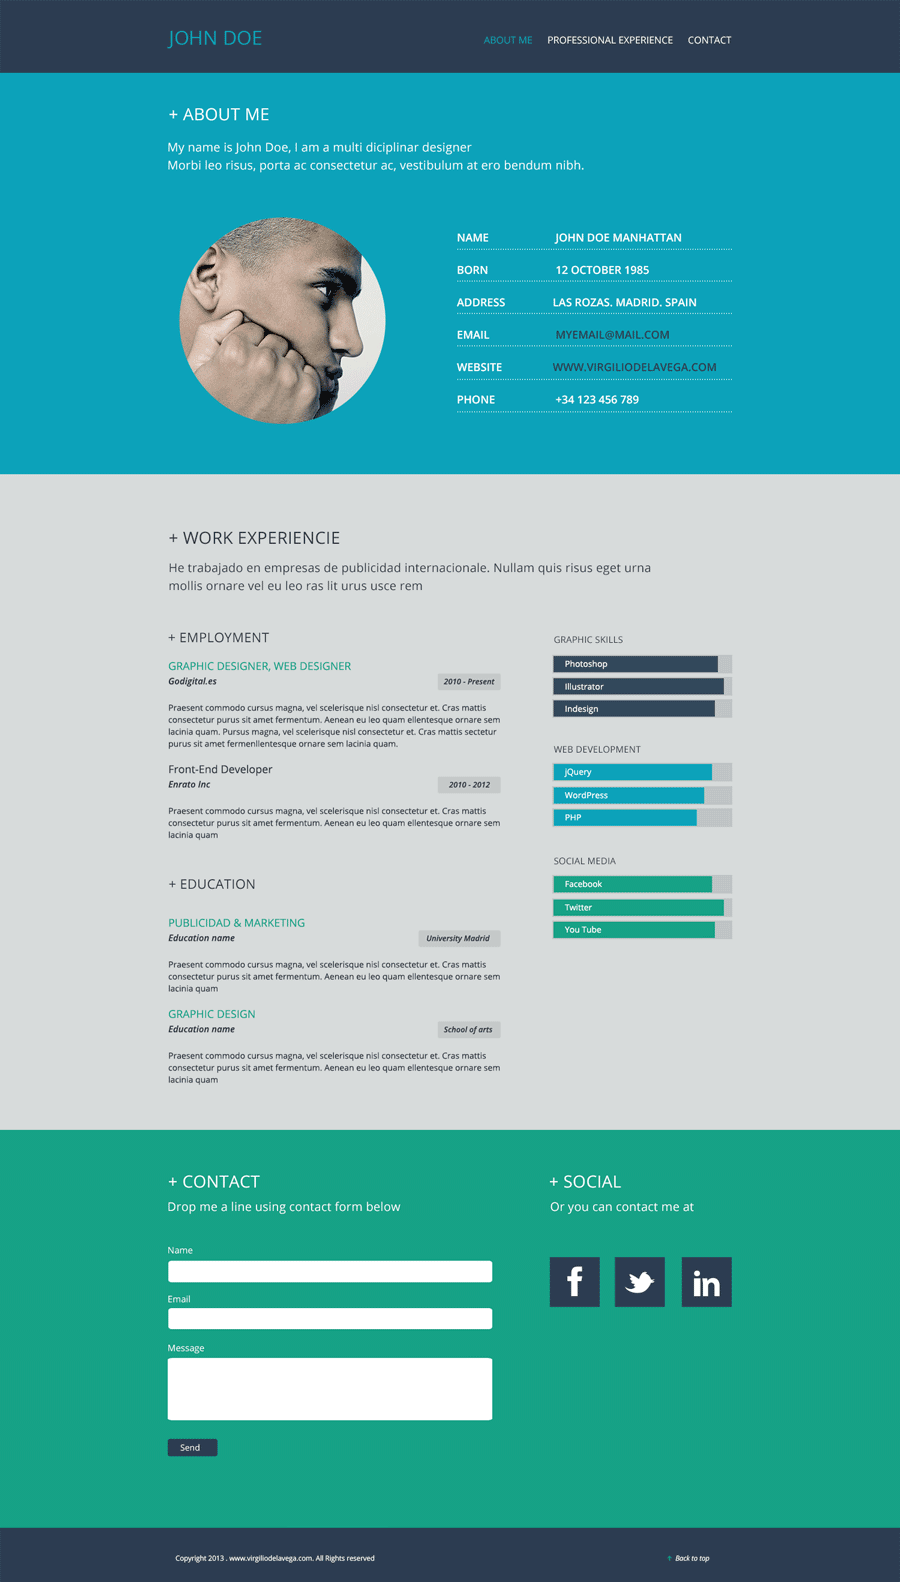 JOHN DOE
ABOUT ME PROFESSIONAL EXPERIENCE CONTACT
+ ABOUT ME
My name is John Doe, I am a multi diciplinar designer
Morbi leo risus, porta ac consectetur ac, vestibulum at ero bendum nibh.
NAME JOHN DOE MANHATTAN
BORN 12 OCTOBER 1985
ADDRESS LAS ROZAS. MADRID. SPAIN
EMAIL MYEMAIL@MAIL.COM
WEBSITE WWW.VIRGILIODELAVEGA.COM
PHONE +34 123 456 789
+ WORK EXPERIENCIE
He trabajado en empresas de publicidad internacionale. Nullam quis risus eget urna
mollis ornare vel eu leo ras lit urus usce rem
+ EMPLOYMENT
GRAPHIC DESIGNER, WEB DESIGNER
Godigital.es 2010 - Present
Praesent commodo cursus magna, vel scelerisque nisl consectetur et. Cras mattis
consectetur purus sit amet fermentum. Aenean eu leo quam ellentesque ornare sem
lacinia quam. Pursus magna, vel scelerisque nisl consectetur et. Cras mattis sectetur
purus sit amet fermenllentesque ornare sem lacinia quam.
Front-End Developer
Enrato Inc 2010 - 2012
Praesent commodo cursus magna, vel scelerisque nisl consectetur et. Cras mattis
consectetur purus sit amet fermentum. Aenean eu leo quam ellentesque ornare sem
lacinia quam
+ EDUCATION
PUBLICIDAD & MARKETING
Education name University Madrid
Praesent commodo cursus magna, vel scelerisque nisl consectetur et. Cras mattis
consectetur purus sit amet fermentum. Aenean eu leo quam ellentesque ornare sem
lacinia quam
GRAPHIC DESIGN
Education name School of arts
Praesent commodo cursus magna, vel scelerisque nisl consectetur et. Cras mattis
consectetur purus sit amet fermentum. Aenean eu leo quam ellentesque ornare sem
lacinia quam
GRAPHIC SKILLS
Photoshop
Illustrator
Indesign
WEB DEVELOPMENT
jQuery
WordPress
PHP
SOCIAL MEDIA
Facebook
Twitter
You Tube
+ CONTACT
Drop me a line using contact form below
Name
Email
Message
Send
+ SOCIAL
Or you can contact me at
f
in
Copyright 2013 . www.virgiliodelavega.com. All Rights reserved
↑ Back to top